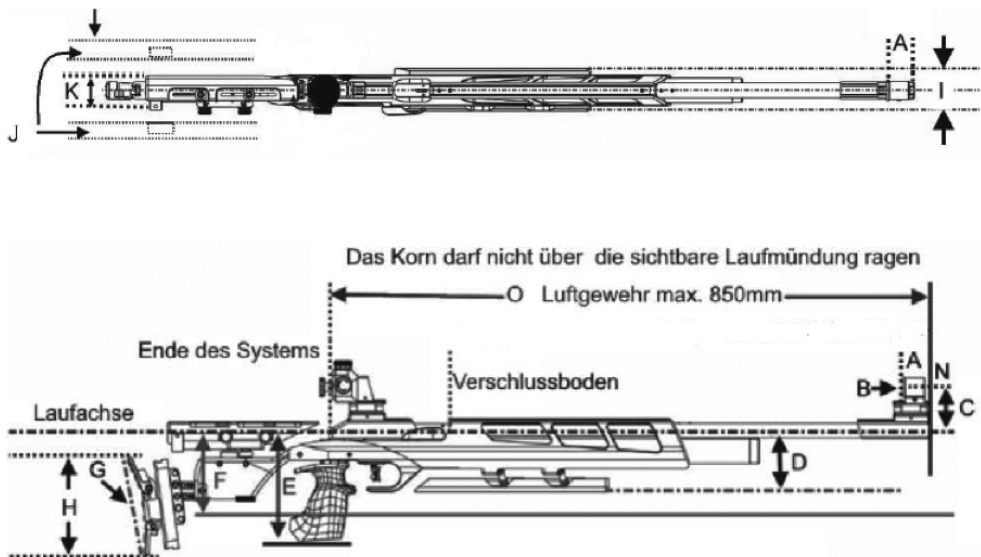 A
K
I
J
Das Korn darf nicht über die sichtbare Laufmündung ragen
O Luftgewehr max. 850mm
Ende des Systems
A
N
B
Verschlussboden
C
Laufachse
G
F
E
D
H